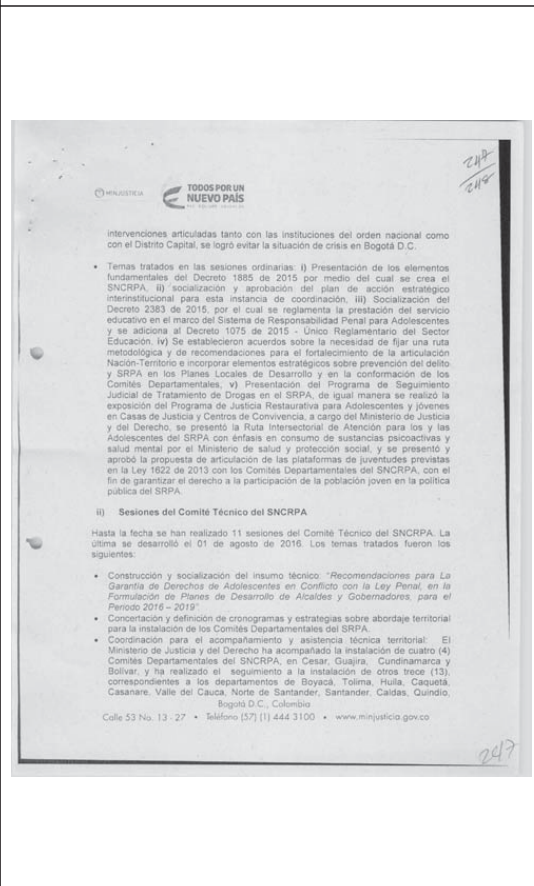 247
248
MINJUSTICIA
TODOS POR UN
NUEVO PAÍS
intervenciones articuladas tanto con las instituciones del orden nacional como
con el Distrito Capital, se logró evitar la situación de crisis en Bogotá D.C.
• Temas tratados en las sesiones ordinarias: i) Presentación de los elementos
fundamentales del Decreto 1885 de 2015 por medio del cual se crea el
SNCRPA, ii) socialización y aprobación del plan de acción estratégico
interinstitucional para esta instancia de coordinación, iii) Socialización del
Decreto 2383 de 2015, por el cual se reglamenta la prestación del servicio
educativo en el marco del Sistema de Responsabilidad Penal para Adolescentes
y se adiciona al Decreto 1075 de 2015 - Único Reglamentario del Sector
Educación, iv) Se establecieron acuerdos sobre la necesidad de fijar una ruta
metodológica y de recomendaciones para el fortalecimiento de la articulación
Nación-Territorio e incorporar elementos estratégicos sobre prevención del delito
y SRPA en los Planes Locales de Desarrollo y en la conformación de los
Comités Departamentales, v) Presentación del Programa de Seguimiento
Judicial de Tratamiento de Drogas en el SRPA, de igual manera se realizó la
exposición del Programa de Justicia Restaurativa para Adolescentes y jóvenes
en Casas de Justicia y Centros de Convivencia, a cargo del Ministerio de Justicia
y del Derecho, se presentó la Ruta Intersectorial de Atención para los y las
Adolescentes del SRPA con énfasis en consumo de sustancias psicoactivas y
salud mental por el Ministerio de salud y protección social, y se presentó y
aprobó la propuesta de articulación de las plataformas de juventudes previstas
en la Ley 1622 de 2013 con los Comités Departamentales del SNCRPA, con el
fin de garantizar el derecho a la participación de la población joven en la política
pública del SRPA.
ii) Sesiones del Comité Técnico del SNCRPA
Hasta la fecha se han realizado 11 sesiones del Comité Técnico del SNCRPA. La
última se desarrolló el 01 de agosto de 2016. Los temas tratados fueron los
siguientes:
• Construcción y socialización del insumo técnico: "Recomendaciones para La
Garantía de Derechos de Adolescentes en Conflicto con la Ley Penal, en la
Formulación de Planes de Desarrollo de Alcaldes y Gobernadores, para el
Periodo 2016 – 2019".
• Concertación y definición de cronogramas y estrategias sobre abordaje territorial
para la instalación de los Comités Departamentales del SRPA.
• Coordinación para el acompañamiento y asistencia técnica territorial: El
Ministerio de Justicia y del Derecho ha acompañado la instalación de cuatro (4)
Comités Departamentales del SNCRPA, en Cesar, Guajira, Cundinamarca y
Bolívar, y ha realizado el seguimiento a la instalación de otros trece (13),
correspondientes a los departamentos de Boyacá, Tolima, Huila, Caquetá,
Casanare, Valle del Cauca, Norte de Santander, Santander, Caldas, Quindío,
Bogotá D.C., Colombia
Calle 53 No. 13 - 27 • Teléfono (57) (1) 444 3100 • www.minjusticia.gov.co
247